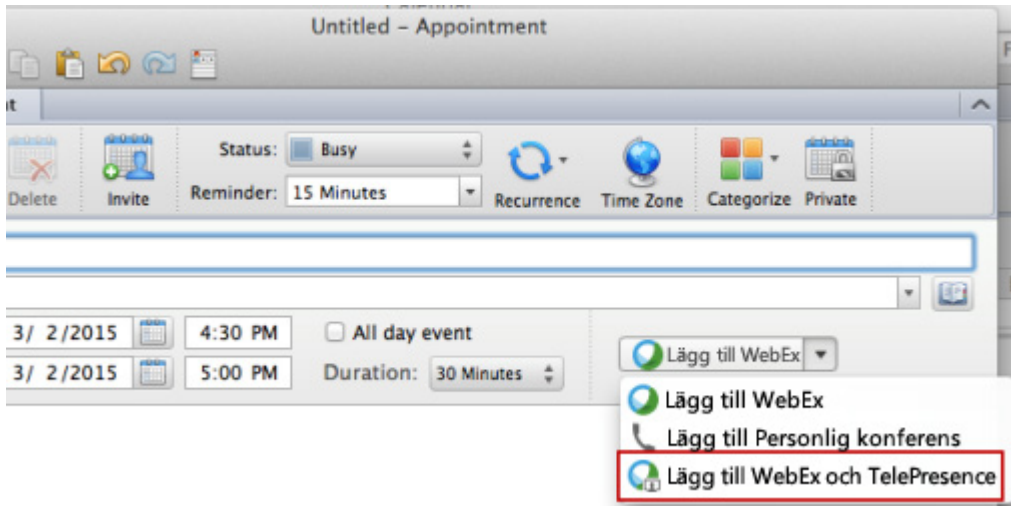 Untitled – Appointment
Status: Busy
Reminder: 15 Minutes
Delete
Invite
Recurrence
Time Zone
Categorize
Private
3/ 2/2015 4:30 PM All day event
3/ 2/2015 5:00 PM Duration: 30 Minutes
Lägg till WebEx
Lägg till WebEx
Lägg till Personlig konferens
Lägg till WebEx och TelePresence